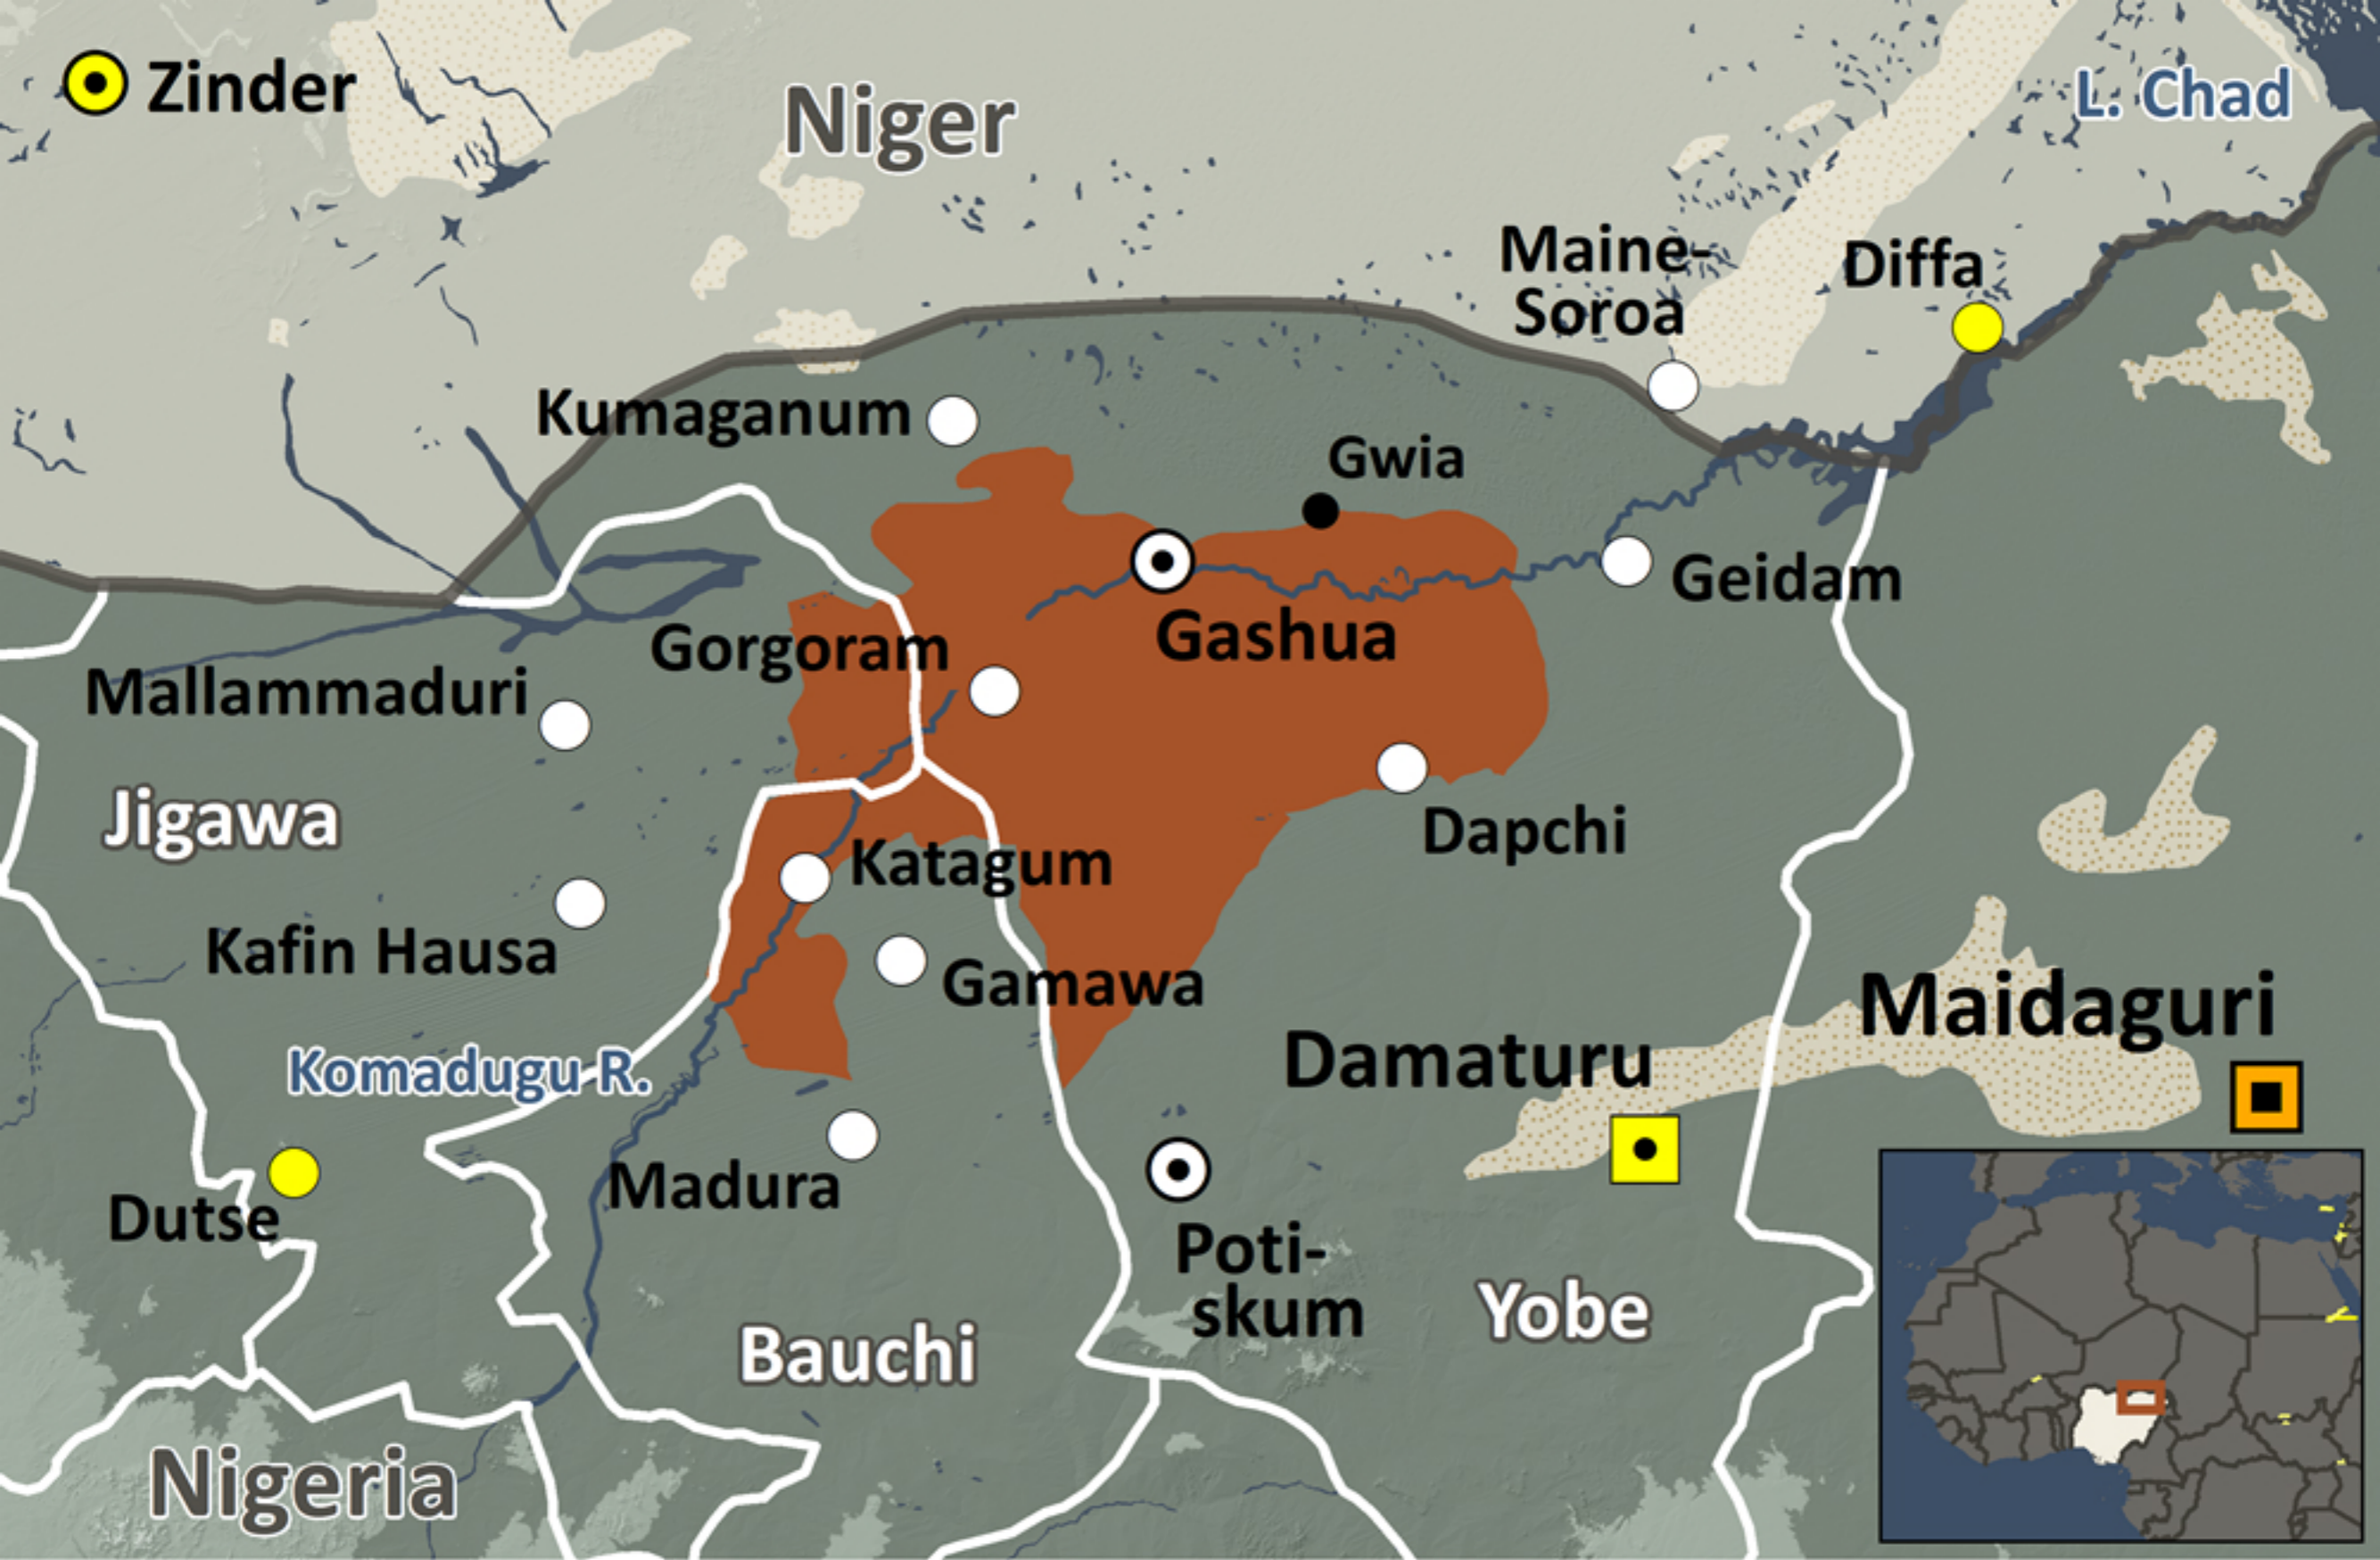 Zinder
Niger
L. Chad
Maine-
Soroa
Diffa
Kumaganum
Gwia
Geidam
Gashua
Gorgoram
Mallammaduri
Jigawa
Dapchi
Katagum
Kafin Hausa
Gamawa
Maidaguri
Damaturu
Komadugu R.
Madura
Dutse
Poti-
skum
Yobe
Bauchi
Nigeria